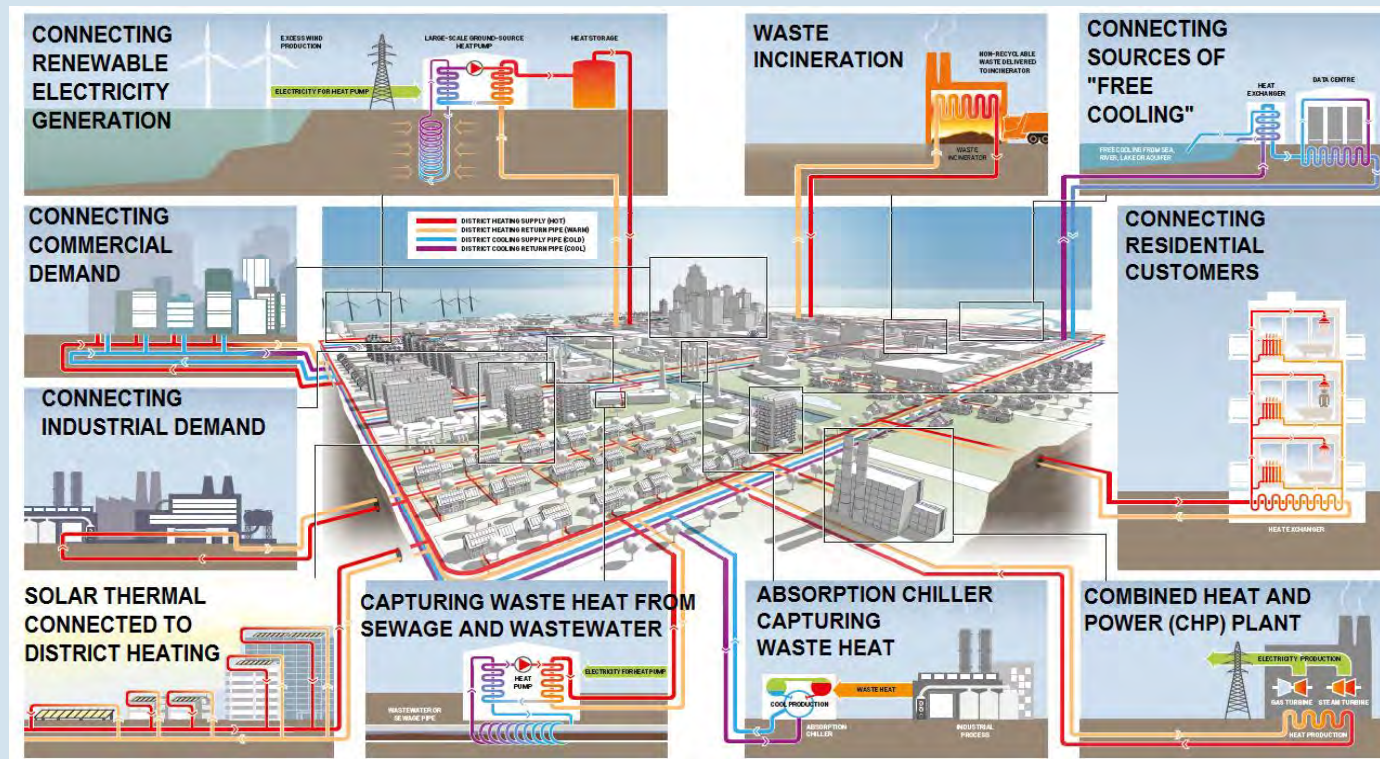 CONNECTING
RENEWABLE
ELECTRICITY
GENERATION
EXCESS WIND
PRODUCTION
ELECTRICITY FOR HEAT PUMP
LARGE-SCALE GROUND-SOURCE
HEAT PUMP
HEAT STORAGE
WASTE
INCINERATION
NON-RECYCLABLE
WASTE DELIVERED
TO INCINERATOR
WASTE
INCINERATOR
CONNECTING
SOURCES OF
"FREE
COOLING"
HEAT
EXCHANGER
DATA CENTRE
FREE COOLING FROM SEA,
RIVER, LAKE OR AQUIFER
CONNECTING
COMMERCIAL
DEMAND
DISTRICT HEATING SUPPLY (HOT)
DISTRICT HEATING RETURN PIPE (WARM)
DISTRICT COOLING SUPPLY PIPE (COLD)
DISTRICT COOLING RETURN PIPE (COOL)
CONNECTING
RESIDENTIAL
CUSTOMERS
HEAT EXCHANGER
CONNECTING
INDUSTRIAL DEMAND
SOLAR THERMAL
CONNECTED TO
DISTRICT HEATING
CAPTURING WASTE HEAT FROM
SEWAGE AND WASTEWATER
HEAT
PUMP
ELECTRICITY FOR HEAT PUMP
WASTEWATER OR
SEWAGE PIPE
ABSORPTION CHILLER
CAPTURING
WASTE HEAT
WASTE HEAT
COOL PRODUCTION
ABSORPTION
CHILLER
INDUSTRIAL
PROCESS
COMBINED HEAT AND
POWER (CHP) PLANT
ELECTRICITY PRODUCTION
GAS TURBINE
STEAM TURBINE
HEAT PRODUCTION